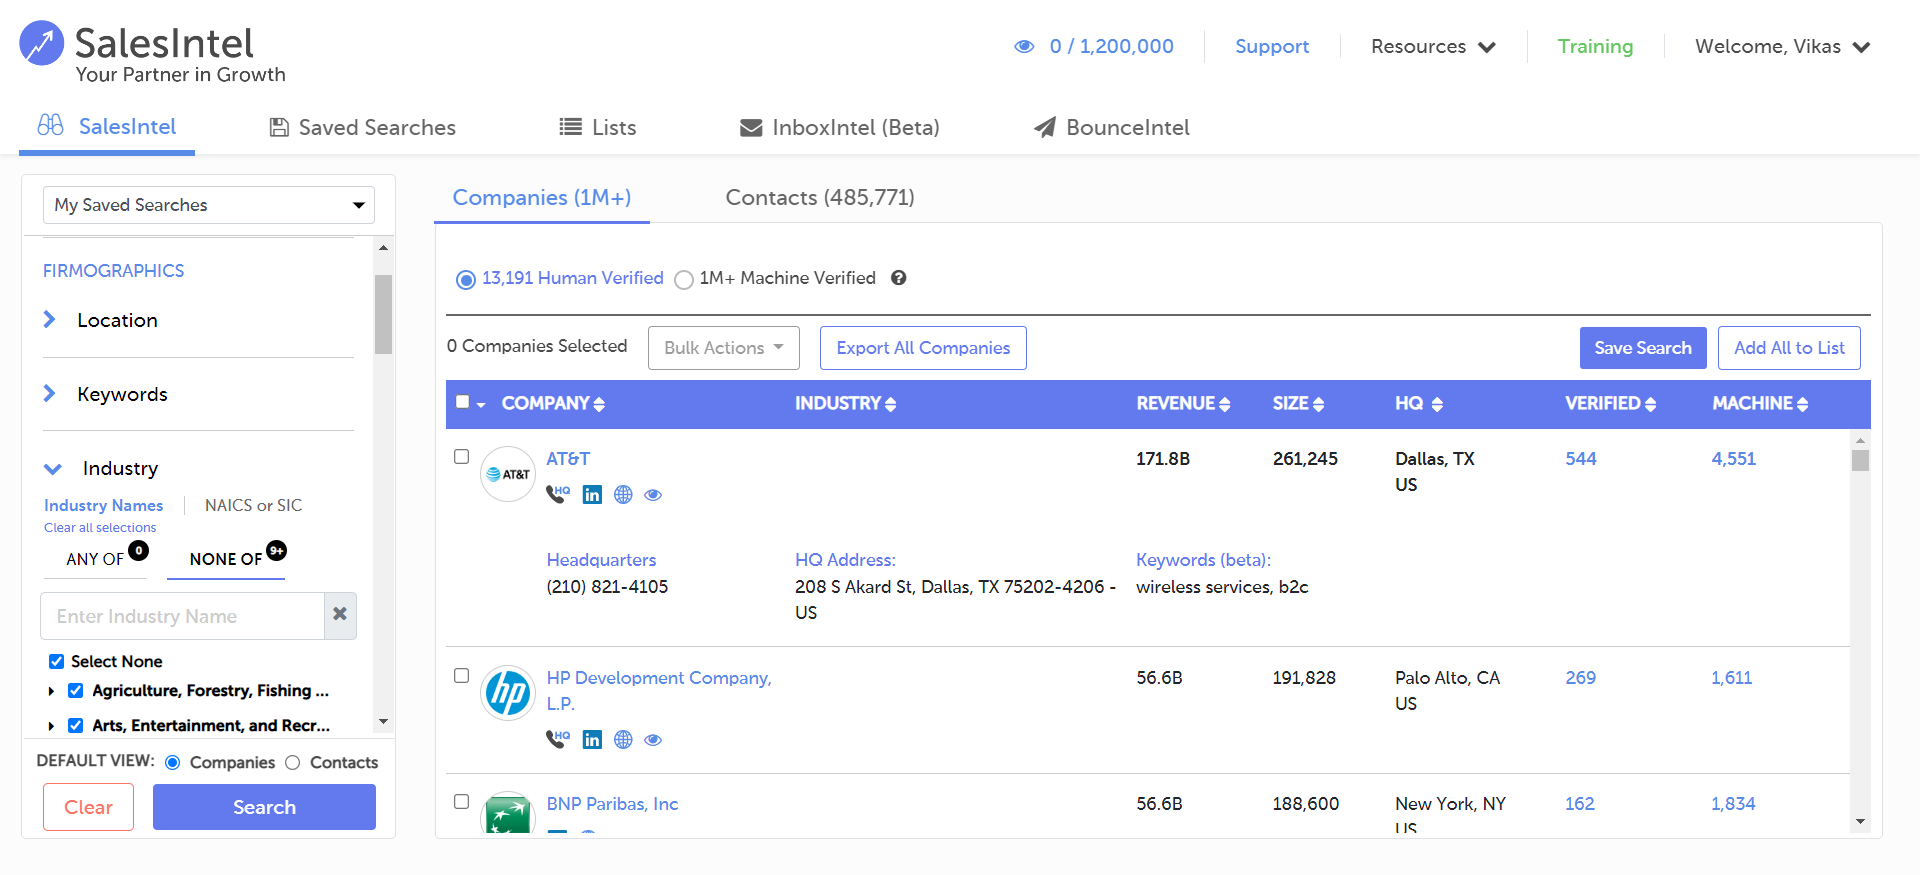 SalesIntel
Your Partner in Growth
0 / 1,200,000
Support
Resources
Training
Welcome, Vikas
SalesIntel
Saved Searches
Lists
InboxIntel (Beta)
BounceIntel
My Saved Searches
FIRMOGRAPHICS
Location
Keywords
Industry
Industry Names
NAICS or SIC
Clear all selections
ANY OF 0
NONE OF 9+
Enter Industry Name
Select None
Agriculture, Forestry, Fishing ...
Arts, Entertainment, and Recr...
DEFAULT VIEW: Companies Contacts
Clear
Search
Companies (1M+)
Contacts (485,771)
13,191 Human Verified
1M+ Machine Verified
0 Companies Selected
Bulk Actions
Export All Companies
Save Search
Add All to List
COMPANY INDUSTRY REVENUE SIZE HQ VERIFIED MACHINE
AT&T
AT&T 171.8B 261,245 Dallas, TX 544 4,551
US
HQ
in
Headquarters HQ Address: Keywords (beta):
(210) 821-4105 208 S Akard St, Dallas, TX 75202-4206 - wireless services, b2c
US
hp
HP Development Company, 56.6B 191,828 Palo Alto, CA 269 1,611
L.P. US
HQ
in
BNP Paribas, Inc 56.6B 188,600 New York, NY 162 1,834
US